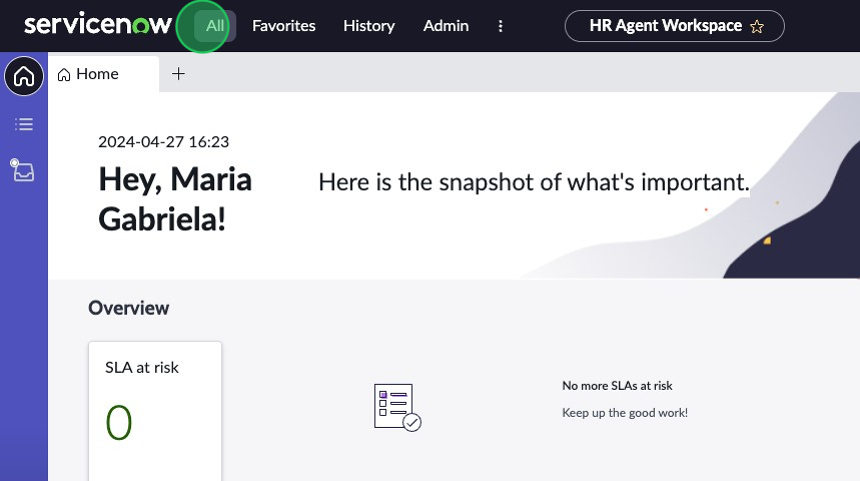 servicenow All Favorites History Admin HR Agent Workspace
Home
2024-04-27 16:23
Hey, Maria
Gabriela!
Here is the snapshot of what's important.
Overview
SLA at risk
0
No more SLAs at risk
Keep up the good work!